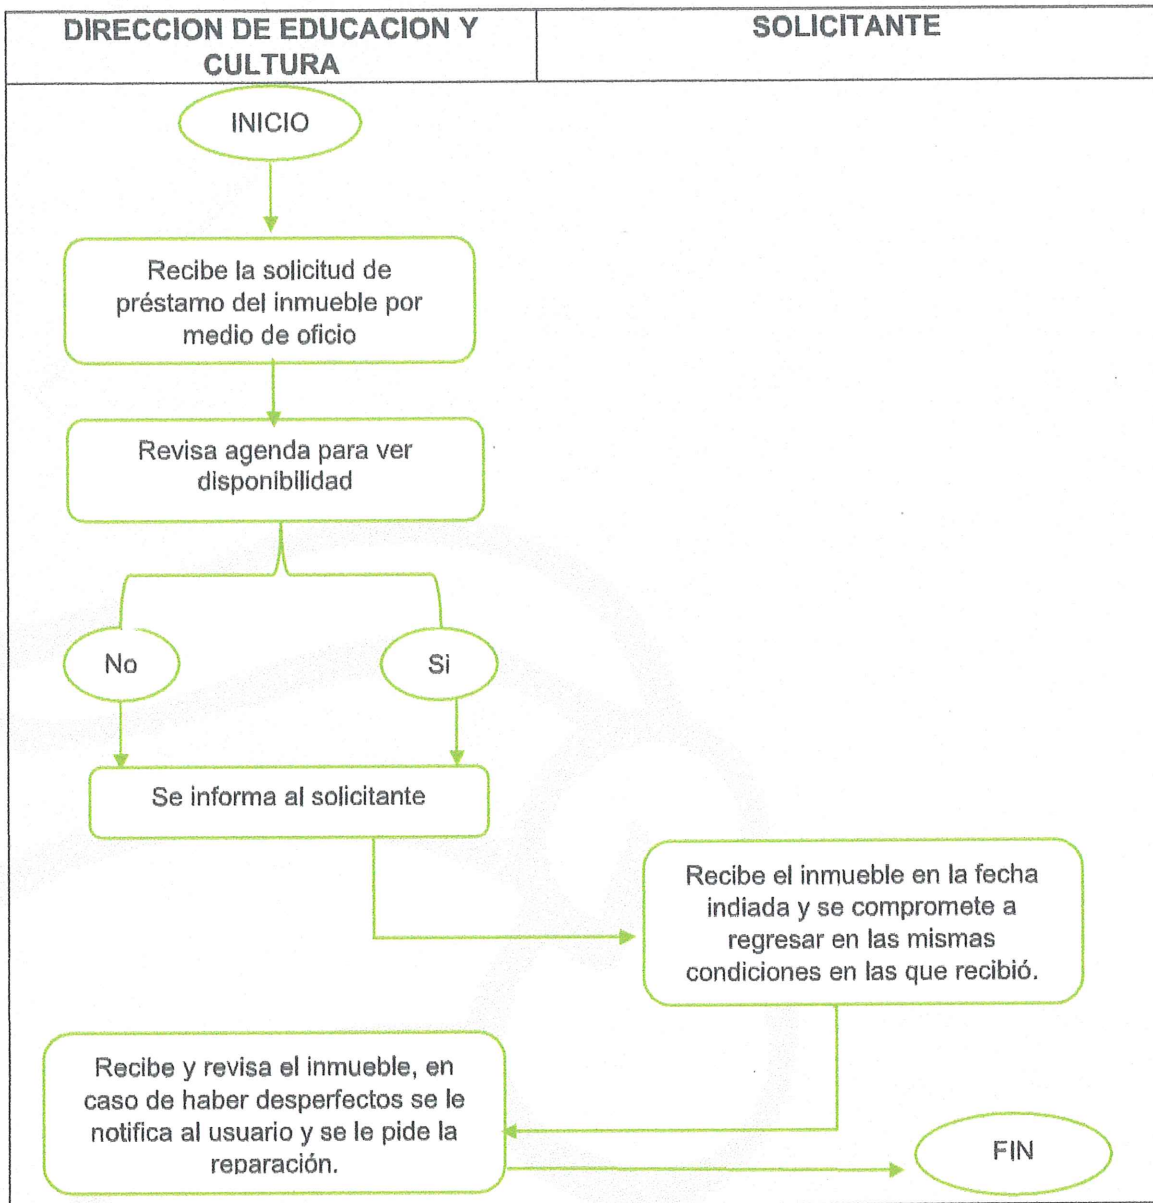 DIRECCION DE EDUCACION Y
CULTURA
SOLICITANTE
INICIO
Recibe la solicitud de
préstamo del inmueble por
medio de oficio
Revisa agenda para ver
disponibilidad
No
Si
Se informa al solicitante
Recibe el inmueble en la fecha
indiada y se compromete a
regresar en las mismas
condiciones en las que recibió.
Recibe y revisa el inmueble, en
caso de haber desperfectos se le
notifica al usuario y se le pide la
reparación.
FIN